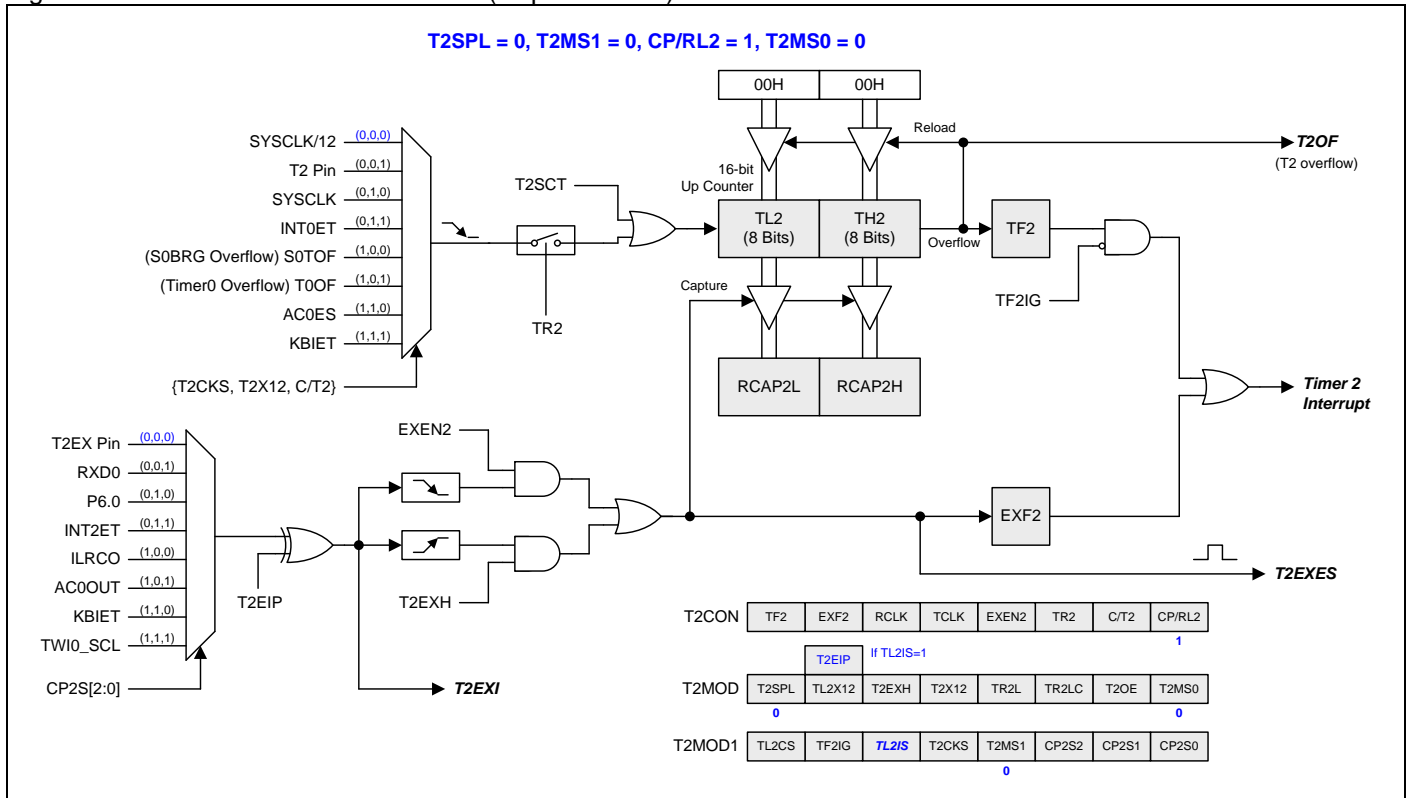 T2SPL = 0, T2MS1 = 0, CP/RL2 = 1, T2MS0 = 0
00H 00H
SYSCLK/12 (0,0,0)
T2 Pin (0,0,1)
SYSCLK (0,1,0)
INT0ET (0,1,1)
(S0BRG Overflow) S0TOF (1,0,0)
(Timer0 Overflow) T0OF (1,0,1)
AC0ES (1,1,0)
KBIET (1,1,1)
{T2CKS, T2X12, C/T2}
TR2
T2SCT
16-bit
Up Counter
Reload
T2OF
(T2 overflow)
TL2
(8 Bits)
TH2
(8 Bits)
Overflow
TF2
TF2IG
Capture
RCAP2L RCAP2H
Timer 2
Interrupt
T2EX Pin (0,0,0)
RXD0 (0,0,1)
P6.0 (0,1,0)
INT2ET (0,1,1)
ILRCO (1,0,0)
AC0OUT (1,0,1)
KBIET (1,1,0)
TWI0_SCL (1,1,1)
CP2S[2:0]
T2EIP
EXEN2
T2EXH
T2EXI
EXF2
T2EXES
T2CON TF2 EXF2 RCLK TCLK EXEN2 TR2 C/T2 CP/RL2
1
T2EIP If TL2IS=1
T2MOD T2SPL TL2X12 T2EXH T2X12 TR2L TR2LC T2OE T2MS0
0 0
T2MOD1 TL2CS TF2IG TL2IS T2CKS T2MS1 CP2S2 CP2S1 CP2S0
0